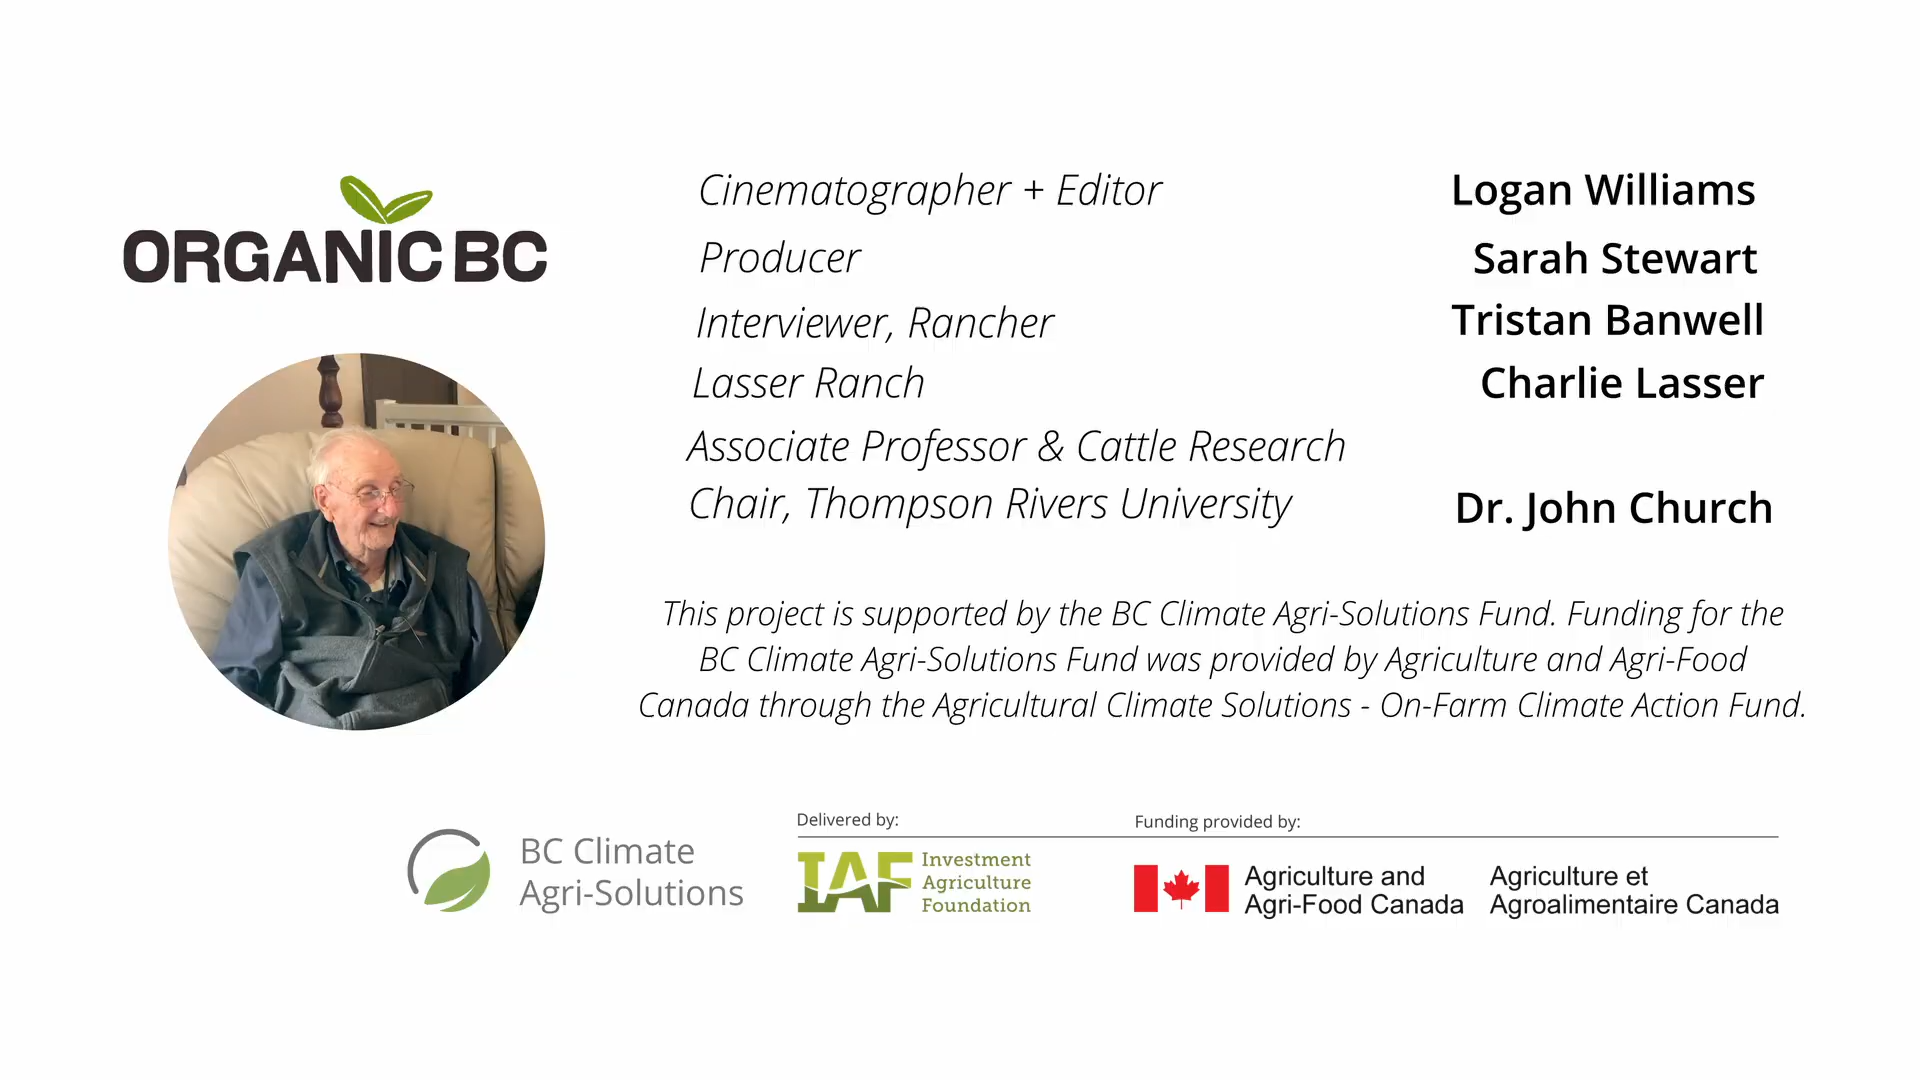 ORGANIC BC
Cinematographer + Editor Logan Williams
Producer Sarah Stewart
Interviewer, Rancher Tristan Banwell
Lasser Ranch Charlie Lasser
Associate Professor & Cattle Research
Chair, Thompson Rivers University Dr. John Church
This project is supported by the BC Climate Agri-Solutions Fund. Funding for the
BC Climate Agri-Solutions Fund was provided by Agriculture and Agri-Food
Canada through the Agricultural Climate Solutions - On-Farm Climate Action Fund.
BC Climate
Agri-Solutions
Delivered by:
IAF
Investment
Agriculture
Foundation
Funding provided by:
Agriculture and
Agri-Food Canada
Agriculture et
Agroalimentaire Canada